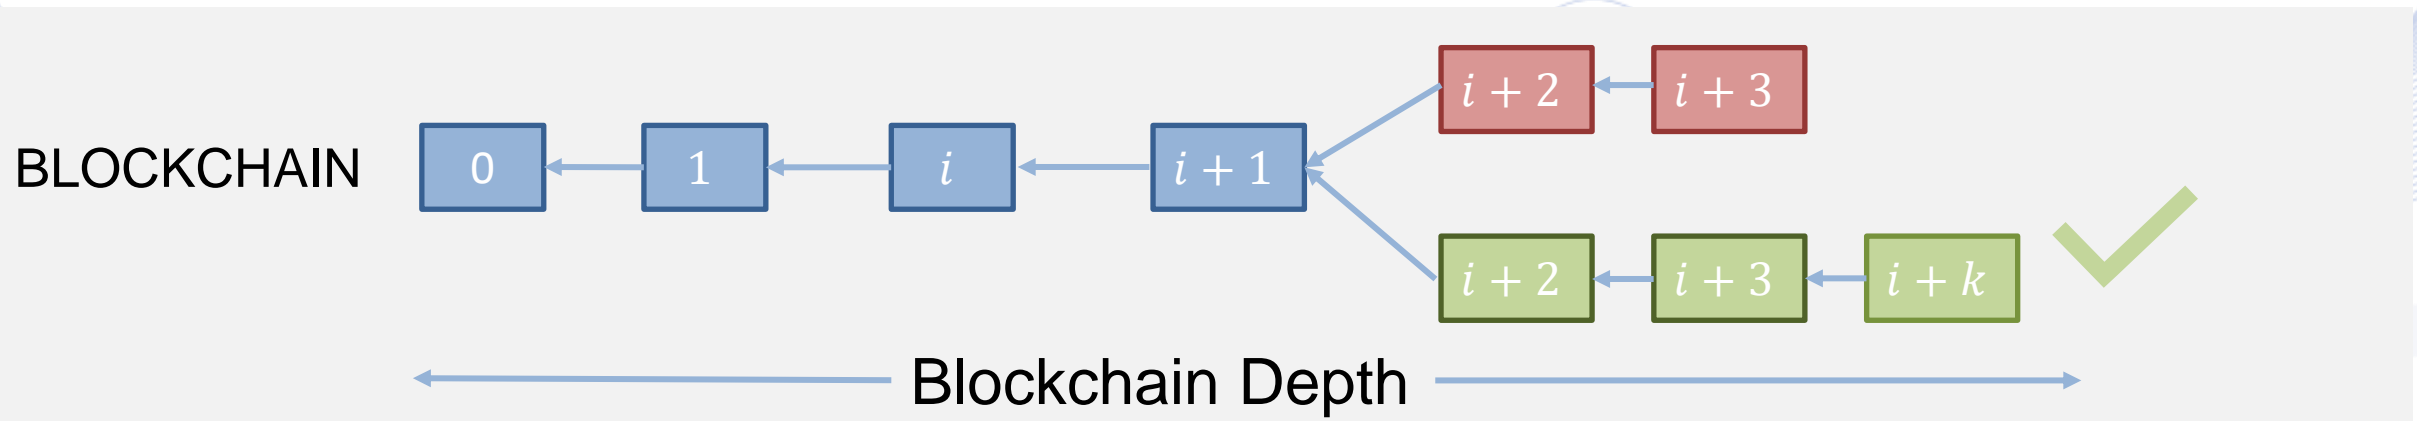 i + 2 i + 3
BLOCKCHAIN 0 1 i i + 1
i + 2 i + 3 i + k
Blockchain Depth